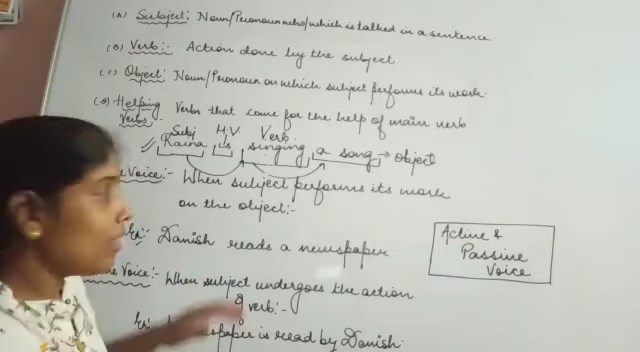 (A) Subject: Noun/Pronoun who/which is talked in a sentence
(B) Verb:- Action done by the subject
(C) Object: Noun/Pronoun on which subject performs its work
(D) Helping Verbs that come for the help of main verb
Verbs:-
Subj H.V. Verb
Raina is singing a song → object
Voice:- When subject performs its work
on the object:-
Ex: Danish reads a newspaper
Active & Passive Voice
Voice:- When subject undergoes the action
of verb:-
Ex: is read by Danish